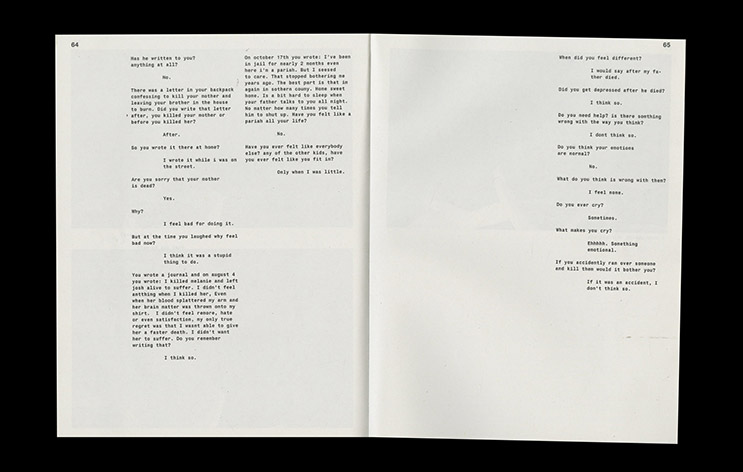 64
Has he written to you?
anything at all?
No.
There was a letter in your backpack
confeusing to kill your mother and
leaving your brother in the house
to burn. Did you write that letter
after, you killed your mother or
before you killed her?
After.
So you wrote it there at home?
I wrote it while i was on
the street.
Are you sorry that your mother
is dead?
Yes.
Why?
I feel bad for doing it.
But at the time you laughed why feel
bad now?
I think it was a stupid
thing to do.
You wrote a journal and on august 4
you wrote: I killed melanie and left
josh alive to suffer. I didn't feel
antthing when I killed her, Even
when her blood splattered my arm and
her brain matter was thrown onto my
shirt. I didn't feel remore, hate
or even satisfaction, my only true
regret was that I wasnt able to give
her a faster death. I didn't want
her to suffer. Do you remember
writing that?
I think so.
On october 17th you wrote: I've been
in jail for nearly 2 months even
here i'm a pariah. But I seesed
to care. That stopped bothering me
years ago. The best part is that im
again in sothern couny. Home sweet
home. Is a bit hard to sleep when
your father talks to you all night.
No matter how many times you tell
him to shut up. Have you felt like a
pariah all your life?
No.
Have you ever felt like everybody
else? any of the other kids, have
you ever felt like you fit in?
Only when I was little.
65
When did you feel different?
I would say after my fa-
ther died.
Did you get depressed after he died?
I think so.
Do you need help? is there somthing
wrong with the way you think?
I dont think so.
Do you think your emotions
are normal?
No.
What do you think is wrong with them?
I feel none.
Do you ever cry?
Sometimes.
What makes you cry?
Ehhhhh. Something
emotional.
If you accidently ran over someone
and kill them would it bother you?
If it was an accident, I
don't think so.